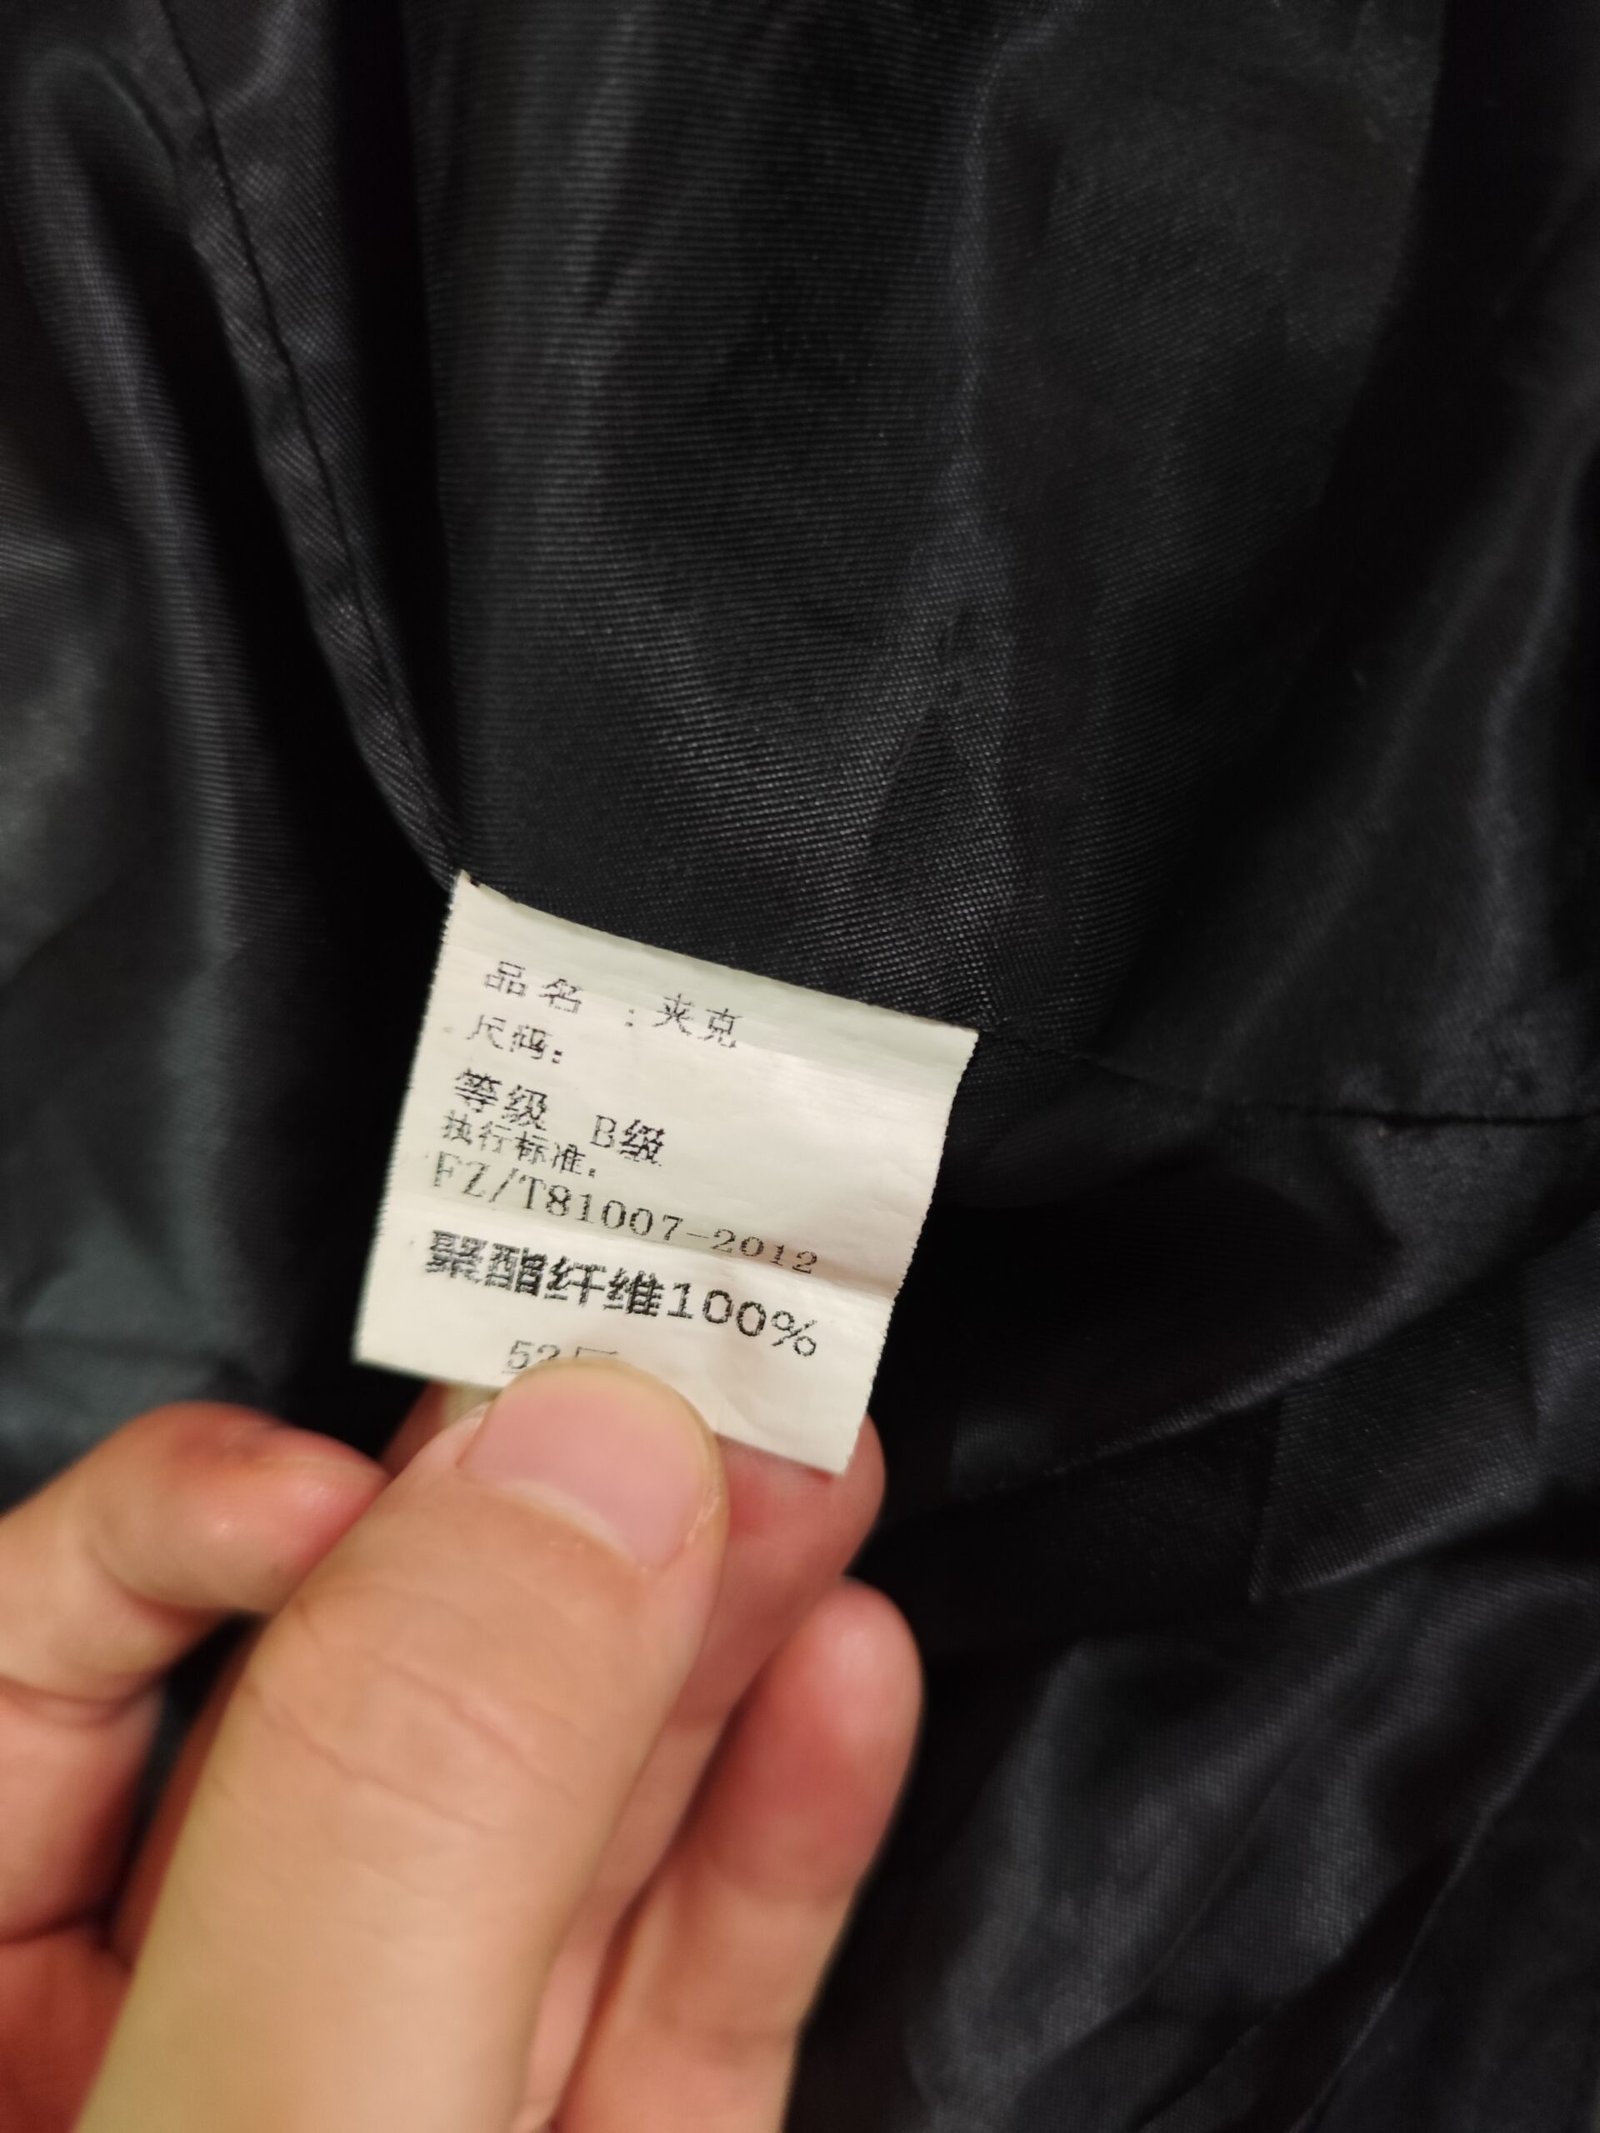 品名 : 夹克
尺码:
等级 B级
执行标准.
FZ/T81007-2012
聚酯纤维100%